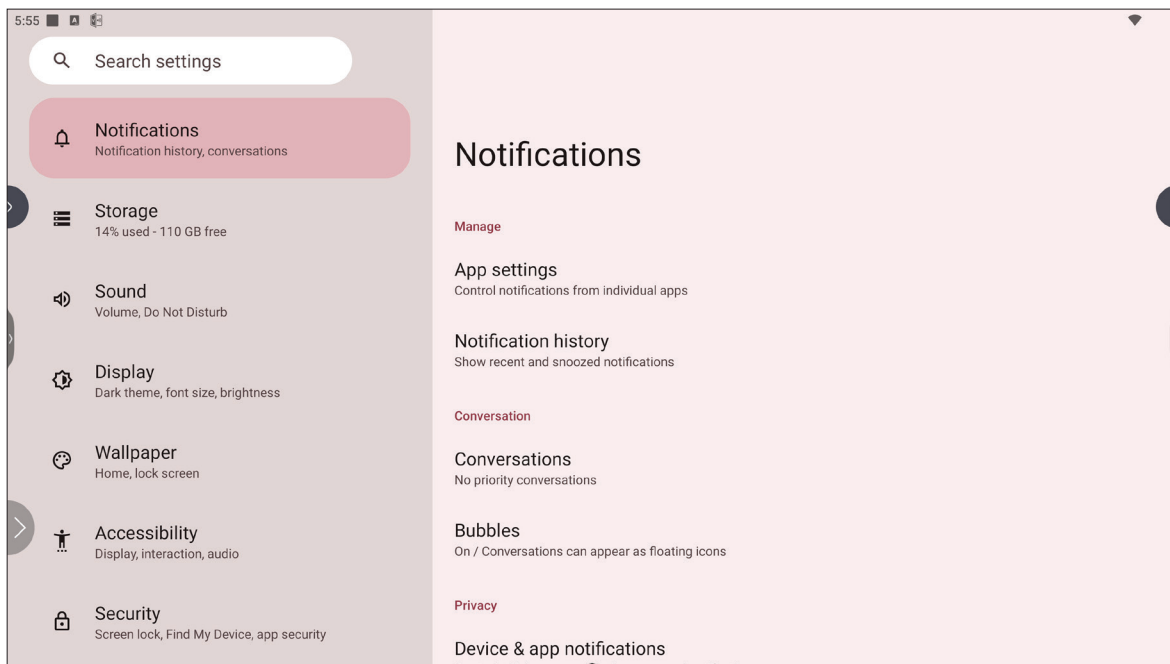 5:55
Search settings
Notifications
Notification history, conversations
Storage
14% used - 110 GB free
Sound
Volume, Do Not Disturb
Display
Dark theme, font size, brightness
Wallpaper
Home, lock screen
Accessibility
Display, interaction, audio
Security
Screen lock, Find My Device, app security
Notifications
Manage
App settings
Control notifications from individual apps
Notification history
Show recent and snoozed notifications
Conversation
Conversations
No priority conversations
Bubbles
On / Conversations can appear as floating icons
Privacy
Device & app notifications